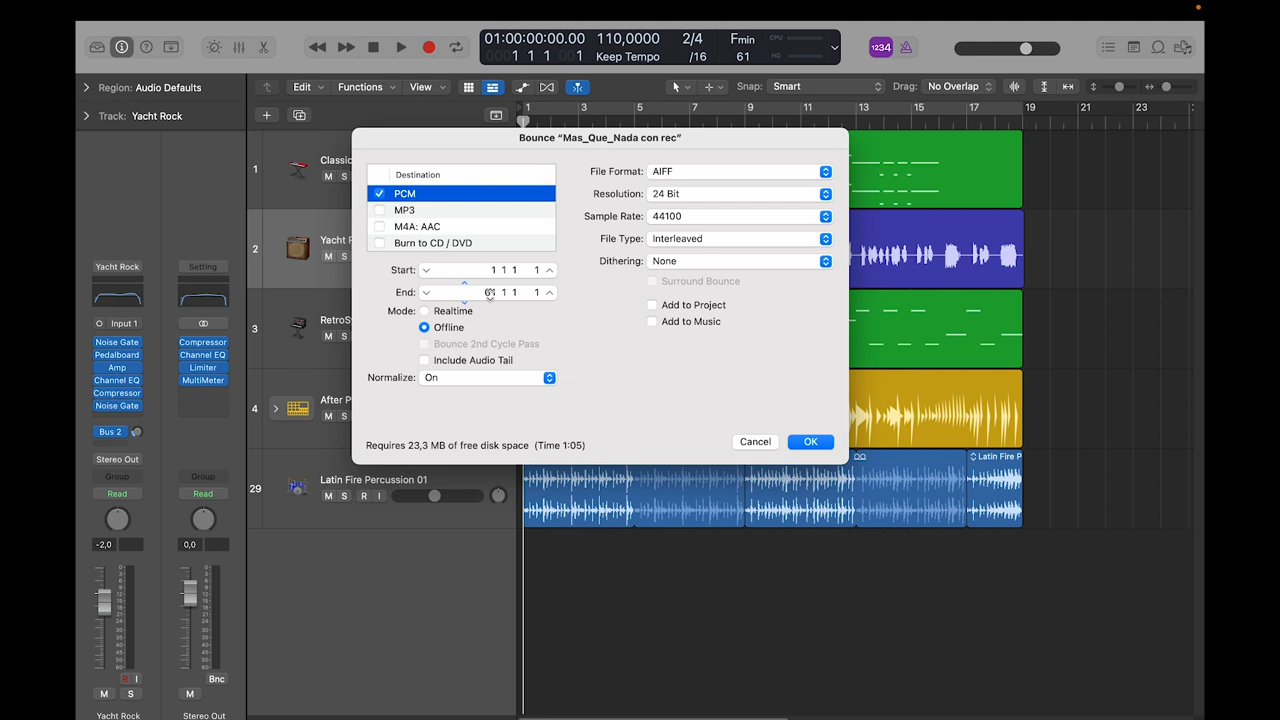 01:00:00:00.00 110,0000 2/4 Fmin CPU
1 1 1 1 Keep Tempo /16 61 HD
1234
Region: Audio Defaults Edit Functions View Snap: Smart Drag: No Overlap
Track: Yacht Rock 1 3 5 7 9 11 13 15 17 19 21 23
Bounce “Mas_Que_Nada con rec”
1 Classic
M S
2 Yacht R
M S
3 RetroSy
M S
4 After P
M S
29 Latin Fire Percussion 01
M S R I
Latin Fire P
Destination
PCM
MP3
M4A: AAC
Burn to CD / DVD
Start: 1 1 1 1
End: 1 1 1
Mode: Realtime
Offline
Bounce 2nd Cycle Pass
Include Audio Tail
Normalize: On
File Format: AIFF
Resolution: 24 Bit
Sample Rate: 44100
File Type: Interleaved
Dithering: None
Surround Bounce
Add to Project
Add to Music
Requires 23,3 MB of free disk space (Time 1:05)
Cancel OK
Yacht Rock Setting
Input 1
Noise Gate Compressor
Pedalboard Channel EQ
Amp Limiter
Channel EQ MultiMeter
Compressor
Noise Gate
Bus 2
Stereo Out
Group Group
Read Read
-2,0 0,0
R I Bnc
M S M
Yacht Rock Stereo Out